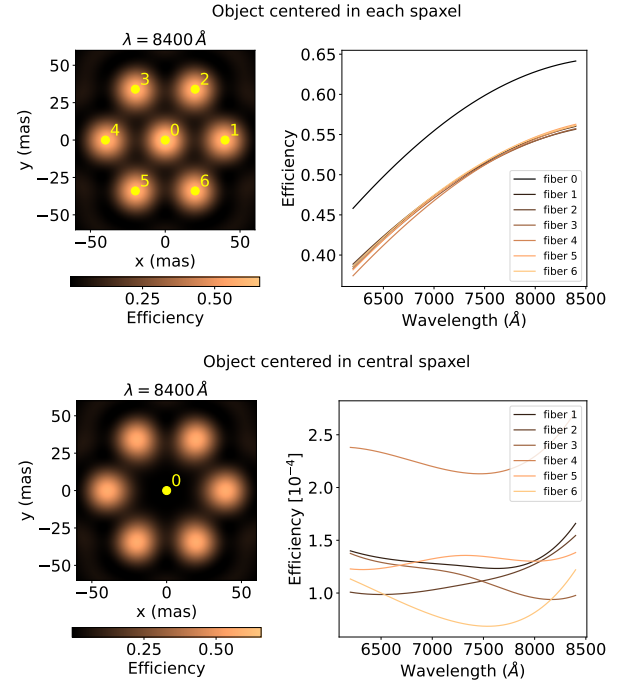 Object centered in each spaxel
λ = 8400 Å
50
25
0
−25
−50
y (mas)
3
2
4
0
1
5
6
−50
0
50
x (mas)
0.25
0.50
Efficiency
0.65
0.60
0.55
0.50
0.45
0.40
Efficiency
fiber 0
fiber 1
fiber 2
fiber 3
fiber 4
fiber 5
fiber 6
6500
7000
7500
8000
8500
Wavelength (Å)
Object centered in central spaxel
λ = 8400 Å
50
25
0
−25
−50
y (mas)
0
−50
0
50
x (mas)
0.25
0.50
Efficiency
2.5
2.0
1.5
1.0
Efficiency [10⁻⁴]
fiber 1
fiber 2
fiber 3
fiber 4
fiber 5
fiber 6
6500
7000
7500
8000
8500
Wavelength (Å)